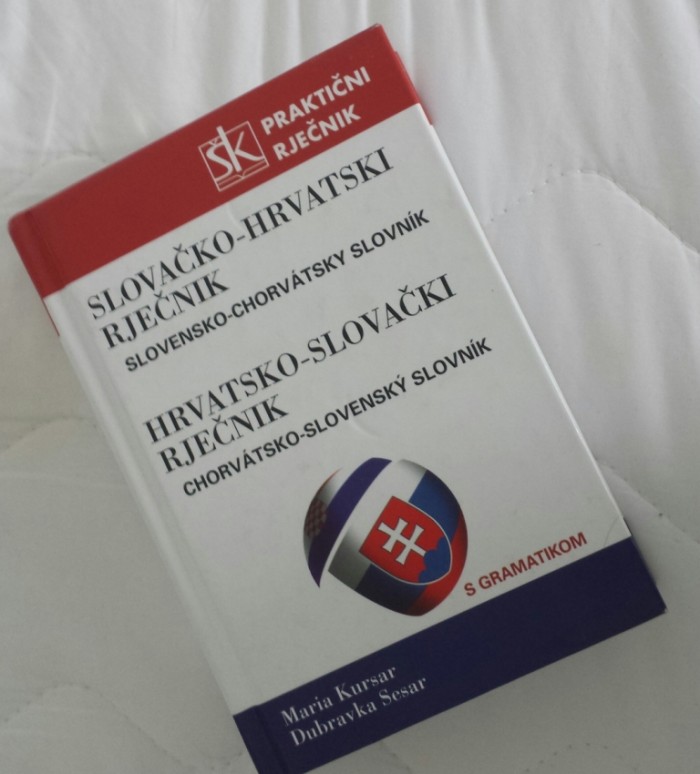 ŠK
PRAKTIČNI
RJEČNIK
SLOVAČKO-HRVATSKI
RJEČNIK
SLOVENSKO-CHORVÁTSKY SLOVNÍK
HRVATSKO-SLOVAČKI
RJEČNIK
CHORVÁTSKO-SLOVENSKÝ SLOVNÍK
S GRAMATIKOM
Maria Kursar
Dubravka Sesar